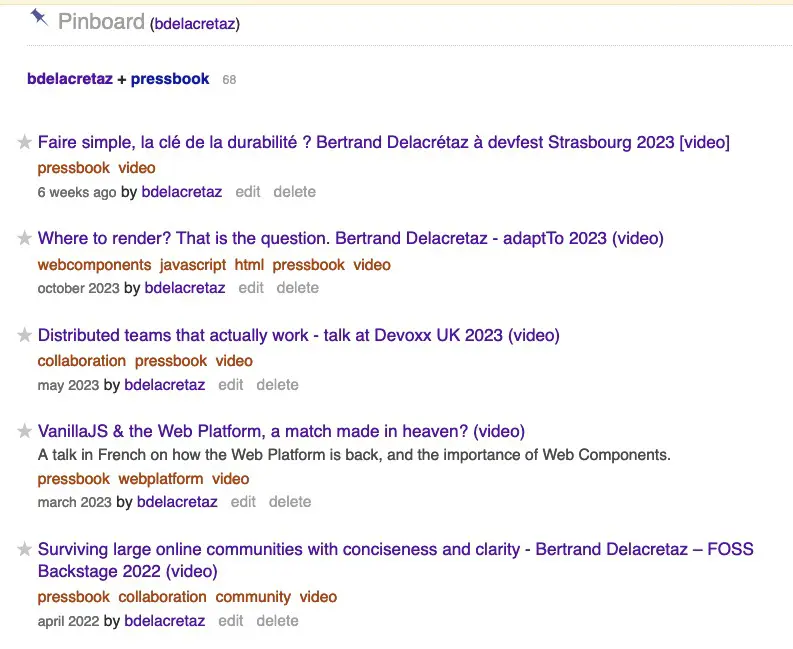 Pinboard (bdelacretaz)
bdelacretaz + pressbook 68
Faire simple, la clé de la durabilité ? Bertrand Delacrétaz à devfest Strasbourg 2023 [video]
pressbook video
6 weeks ago by bdelacretaz edit delete
Where to render? That is the question. Bertrand Delacretaz - adaptTo 2023 (video)
webcomponents javascript html pressbook video
october 2023 by bdelacretaz edit delete
Distributed teams that actually work - talk at Devoxx UK 2023 (video)
collaboration pressbook video
may 2023 by bdelacretaz edit delete
VanillaJS & the Web Platform, a match made in heaven? (video)
A talk in French on how the Web Platform is back, and the importance of Web Components.
pressbook webplatform video
march 2023 by bdelacretaz edit delete
Surviving large online communities with conciseness and clarity - Bertrand Delacretaz – FOSS
Backstage 2022 (video)
pressbook collaboration community video
april 2022 by bdelacretaz edit delete